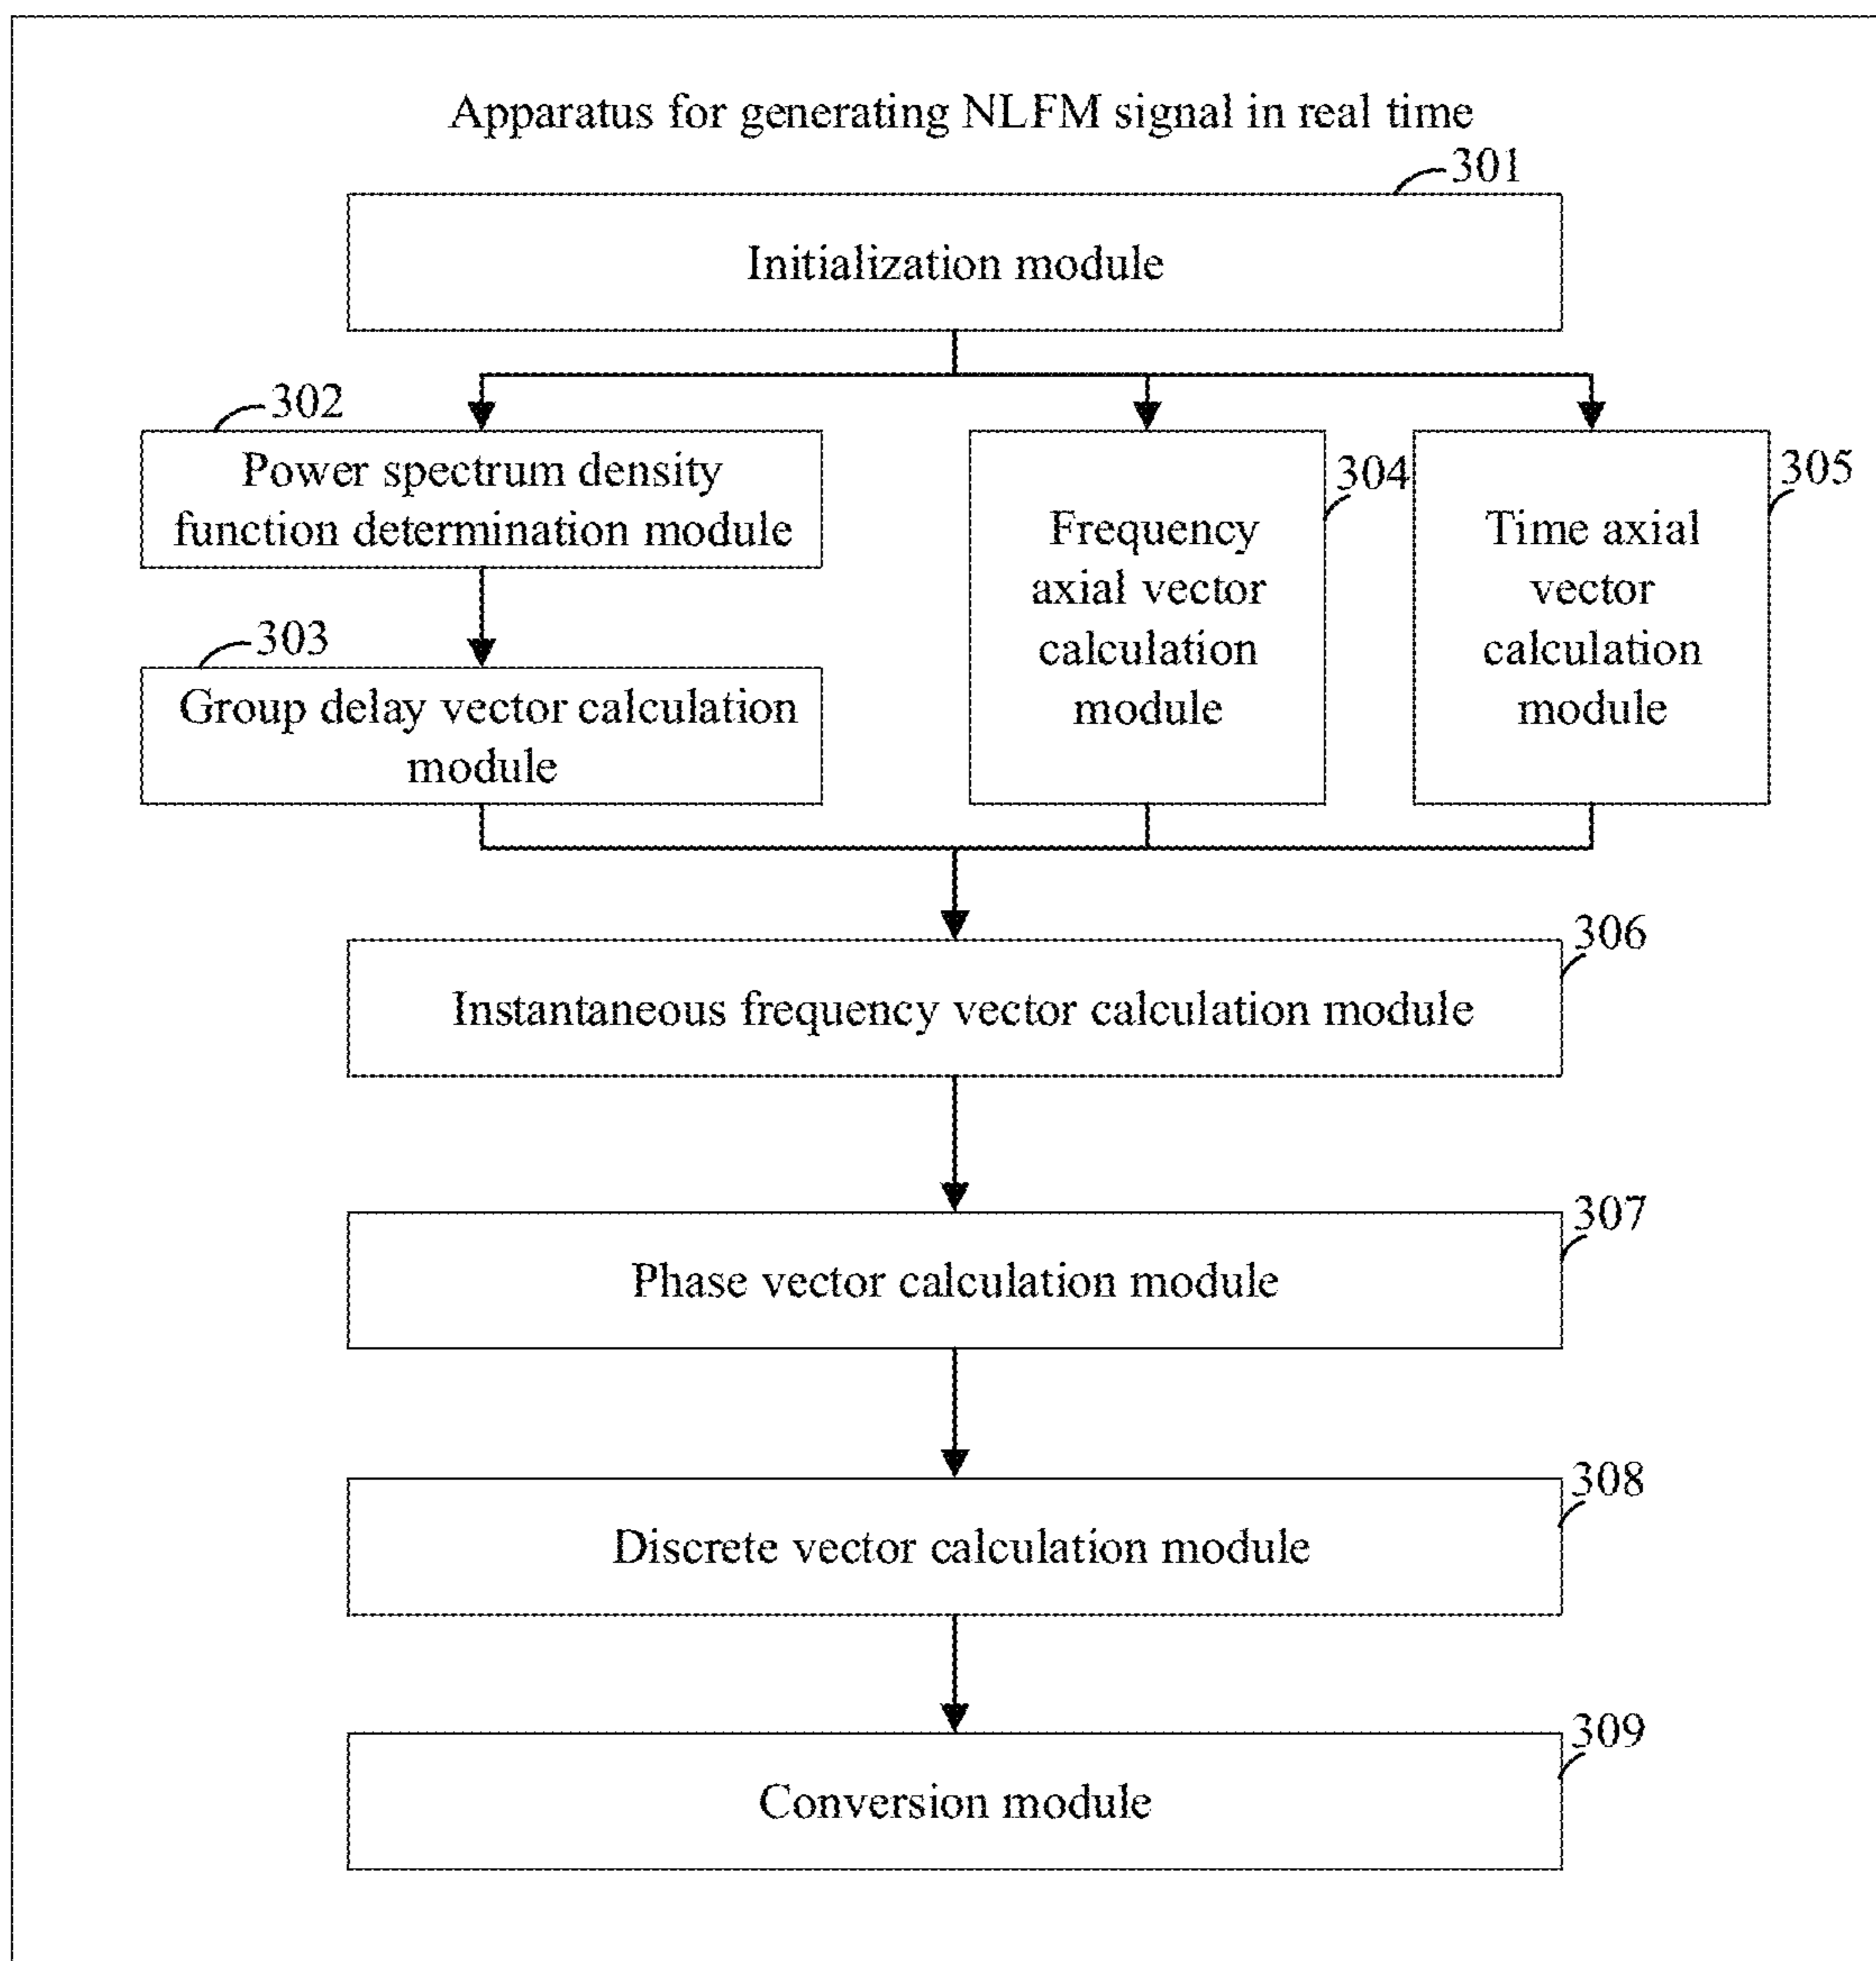 Apparatus for generating NLFM signal in real time
301
Initialization module
302
Power spectrum density
function determination module
303
Group delay vector calculation
module
304
Frequency
axial vector
calculation
module
305
Time axial
vector
calculation
module
306
Instantaneous frequency vector calculation module
307
Phase vector calculation module
308
Discrete vector calculation module
309
Conversion module